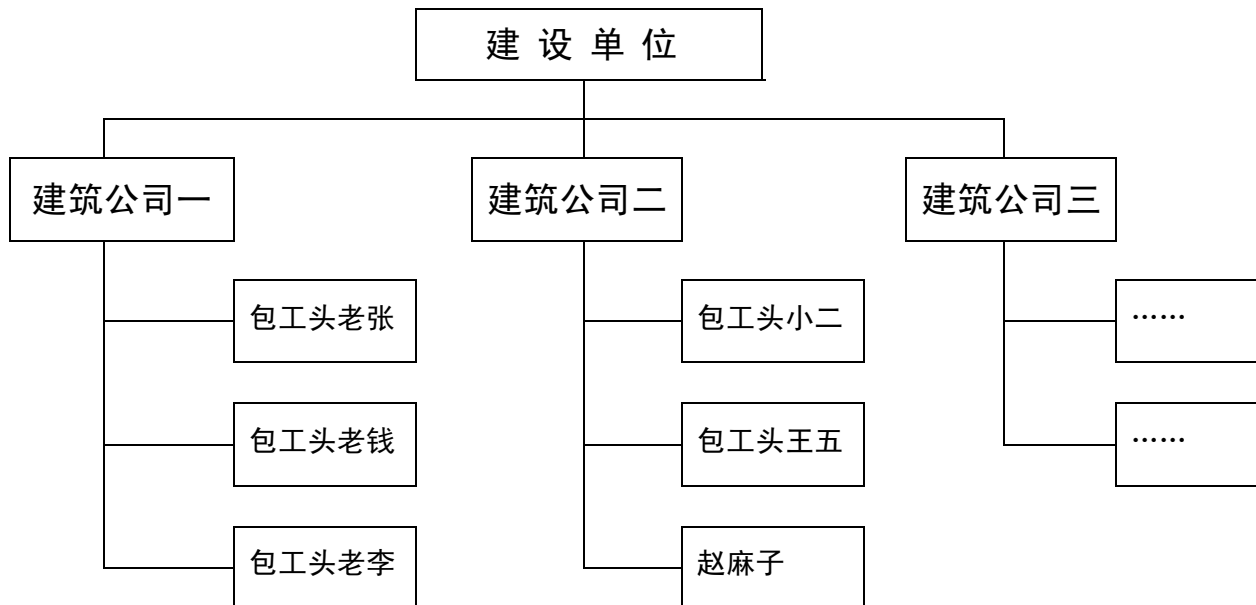 建设单位
建筑公司一
建筑公司二
建筑公司三
包工头老张
包工头小二
……
包工头老钱
包工头王五
……
包工头老李
赵麻子